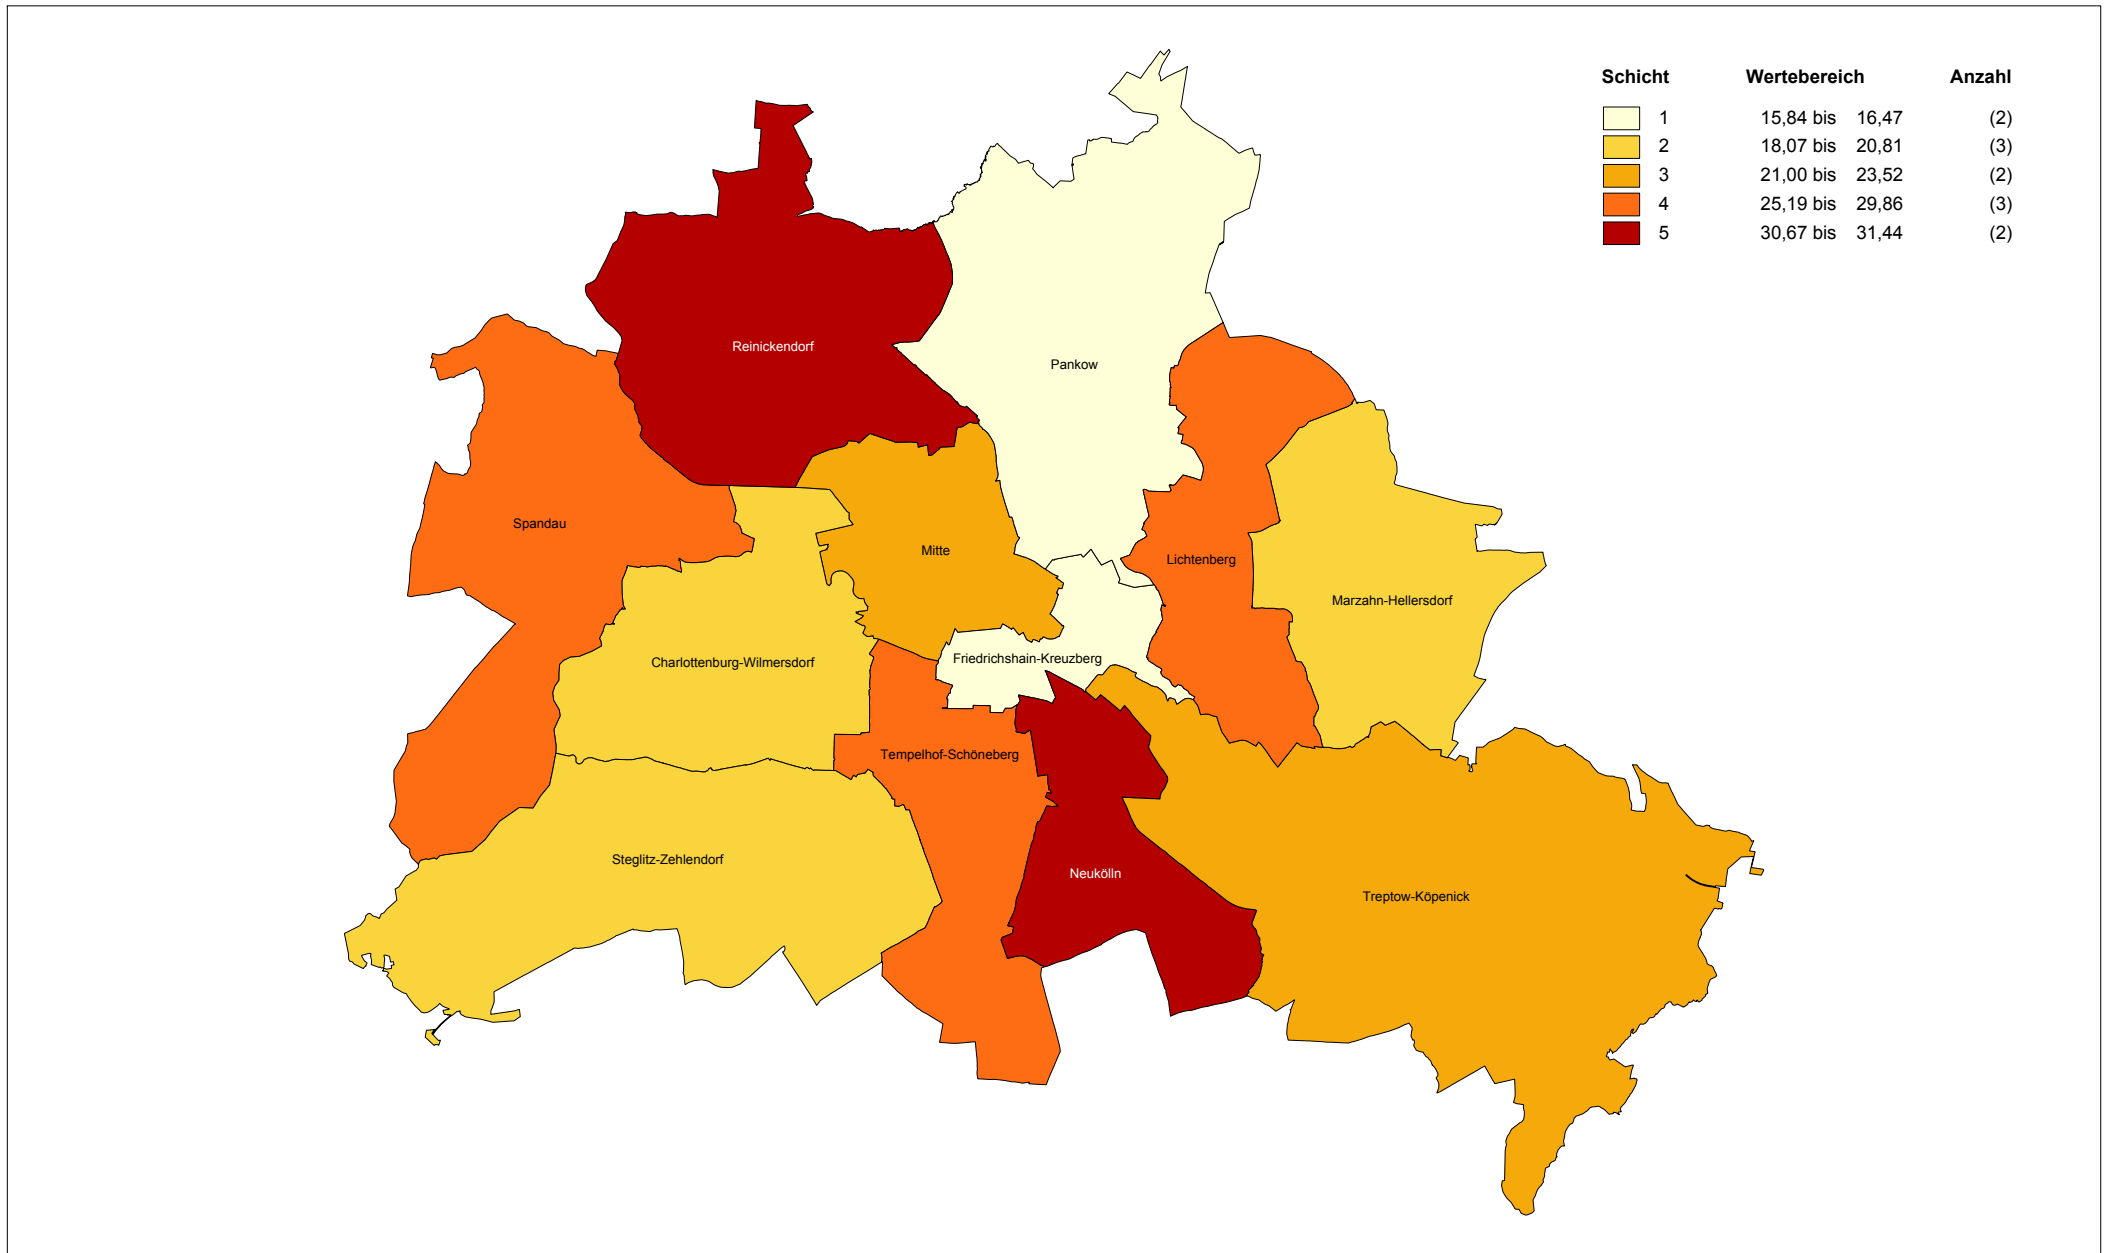 Schicht Wertebereich Anzahl
1 15,84 bis 16,47 (2)
2 18,07 bis 20,81 (3)
3 21,00 bis 23,52 (2)
4 25,19 bis 29,86 (3)
5 30,67 bis 31,44 (2)
Reinickendorf
Pankow
Spandau
Mitte
Lichtenberg
Marzahn-Hellersdorf
Charlottenburg-Wilmersdorf
Friedrichshain-Kreuzberg
Tempelhof-Schöneberg
Steglitz-Zehlendorf
Neukölln
Treptow-Köpenick